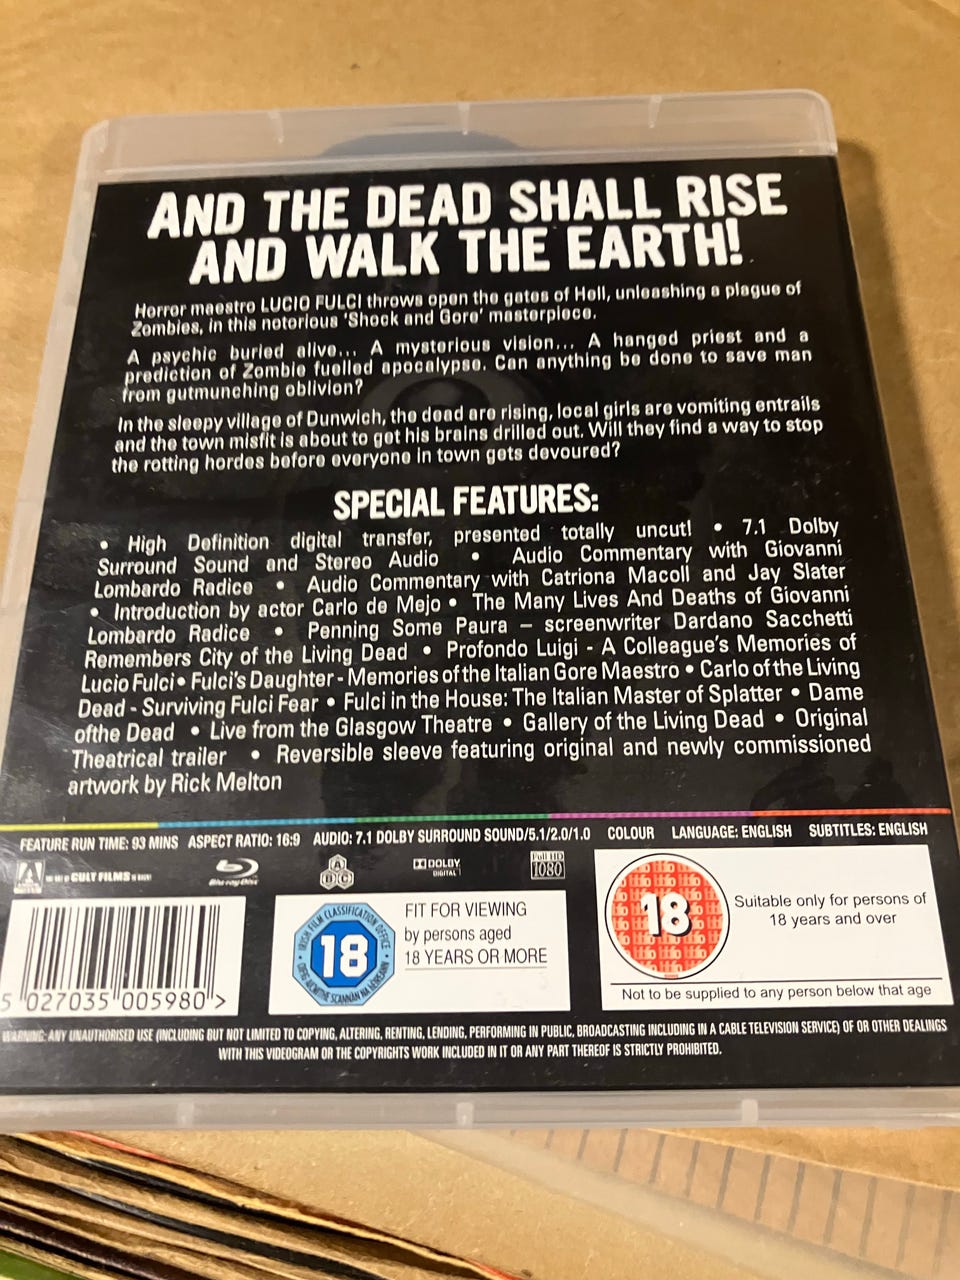 AND THE DEAD SHALL RISE
AND WALK THE EARTH!
Horror maestro LUCIO FULCI throws open the gates of Hell, unleashing a plague of
Zombies, in this notorious 'Shock and Gore' masterpiece.
A psychic buried alive... A mysterious vision... A hanged priest and a
prediction of Zombie fuelled apocalypse. Can anything be done to save man
from gutmunching oblivion?
In the sleepy village of Dunwich, the dead are rising, local girls are vomiting entrails
and the town misfit is about to get his brains drilled out. Will they find a way to stop
the rotting hordes before everyone in town gets devoured?
SPECIAL FEATURES:
• High Definition digital transfer, presented totally uncut! • 7.1 Dolby
Surround Sound and Stereo Audio • Audio Commentary with Giovanni
Lombardo Radice • Audio Commentary with Catriona Macoll and Jay Slater
• Introduction by actor Carlo de Mejo • The Many Lives And Deaths of Giovanni
Lombardo Radice • Penning Some Paura – screenwriter Dardano Sacchetti
Remembers City of the Living Dead • Profondo Luigi - A Colleague's Memories of
Lucio Fulci • Fulci's Daughter - Memories of the Italian Gore Maestro • Carlo of the Living
Dead - Surviving Fulci Fear • Fulci in the House: The Italian Master of Splatter • Dame
ofthe Dead • Live from the Glasgow Theatre • Gallery of the Living Dead • Original
Theatrical trailer • Reversible sleeve featuring original and newly commissioned
artwork by Rick Melton
FEATURE RUN TIME: 93 MINS ASPECT RATIO: 16:9 AUDIO: 7.1 DOLBY SURROUND SOUND/5.1/2.0/1.0 COLOUR LANGUAGE: ENGLISH SUBTITLES: ENGLISH
CULT FILMS Blu-ray Disc A B C DOLBY DIGITAL Full HD 1080
5 027035 005980 >
IRISH FILM CLASSIFICATION OFFICE
18
FIT FOR VIEWING
by persons aged
18 YEARS OR MORE
18
Suitable only for persons of
18 years and over
Not to be supplied to any person below that age
WARNING: ANY UNAUTHORISED USE (INCLUDING BUT NOT LIMITED TO COPYING, ALTERING, RENTING, LENDING, PERFORMING IN PUBLIC, BROADCASTING INCLUDING IN A CABLE TELEVISION SERVICE) OF OR OTHER DEALINGS
WITH THIS VIDEOGRAM OR THE COPYRIGHTS WORK INCLUDED IN IT OR ANY PART THEREOF IS STRICTLY PROHIBITED.